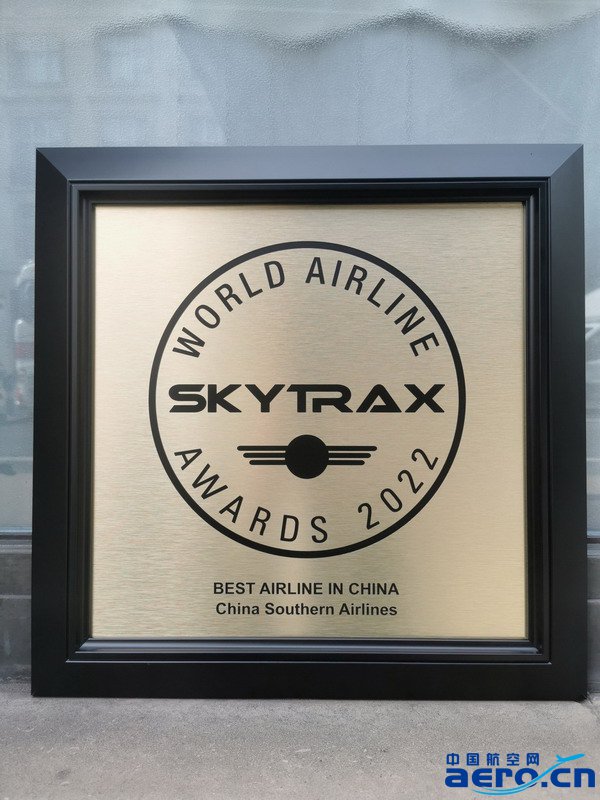 WORLD AIRLINE
SKYTRAX
AWARDS 2022
BEST AIRLINE IN CHINA
China Southern Airlines
中国航空网
aero.cn